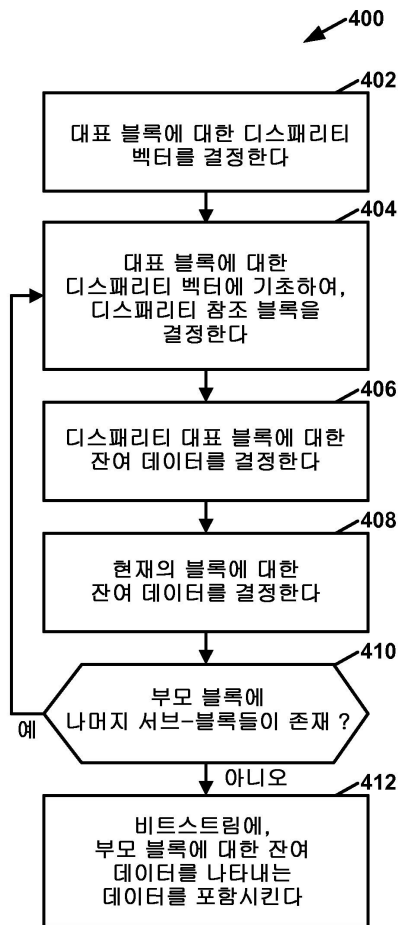 400
402
대표 블록에 대한 디스패리티
벡터를 결정한다
404
대표 블록에 대한
디스패리티 벡터에 기초하여,
디스패리티 참조 블록을
결정한다
406
디스패리티 대표 블록에 대한
잔여 데이터를 결정한다
408
현재의 블록에 대한
잔여 데이터를 결정한다
410
부모 블록에
나머지 서브-블록들이 존재 ?
예
아니오
412
비트스트림에,
부모 블록에 대한 잔여
데이터를 나타내는
데이터를 포함시킨다